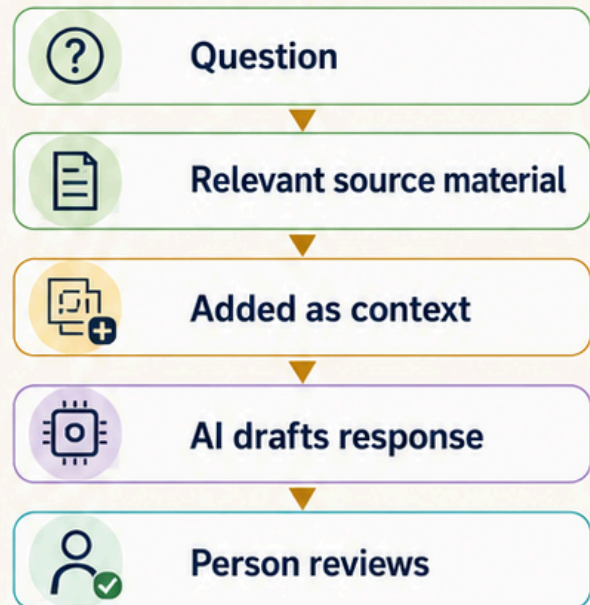 Question
Relevant source material
Added as context
AI drafts response
Person reviews